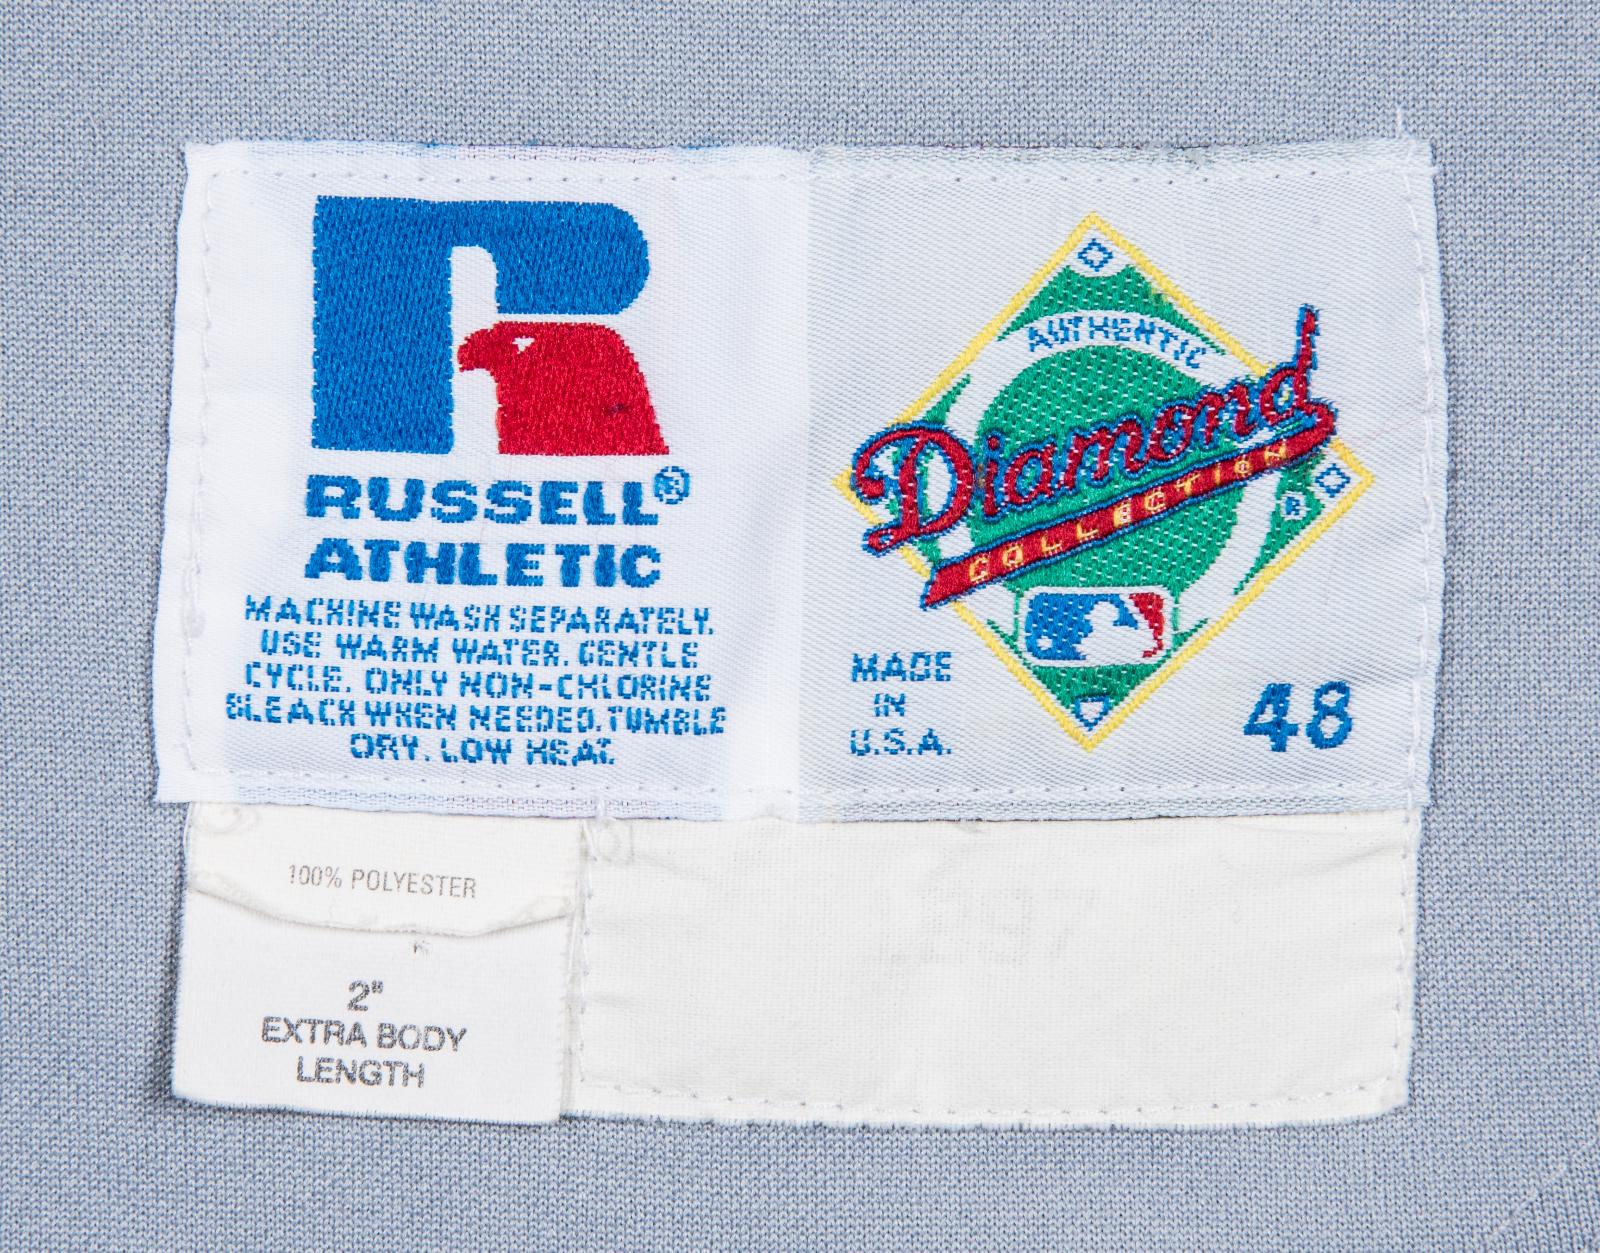 RUSSELL®
ATHLETIC
MACHINE WASH SEPARATELY.
USE WARM WATER. GENTLE
CYCLE. ONLY NON-CHLORINE
BLEACH WHEN NEEDED. TUMBLE
DRY. LOW HEAT.
AUTHENTIC
Diamond
COLLECTION
®
MADE
IN
U.S.A.
48
100% POLYESTER
2"
EXTRA BODY
LENGTH